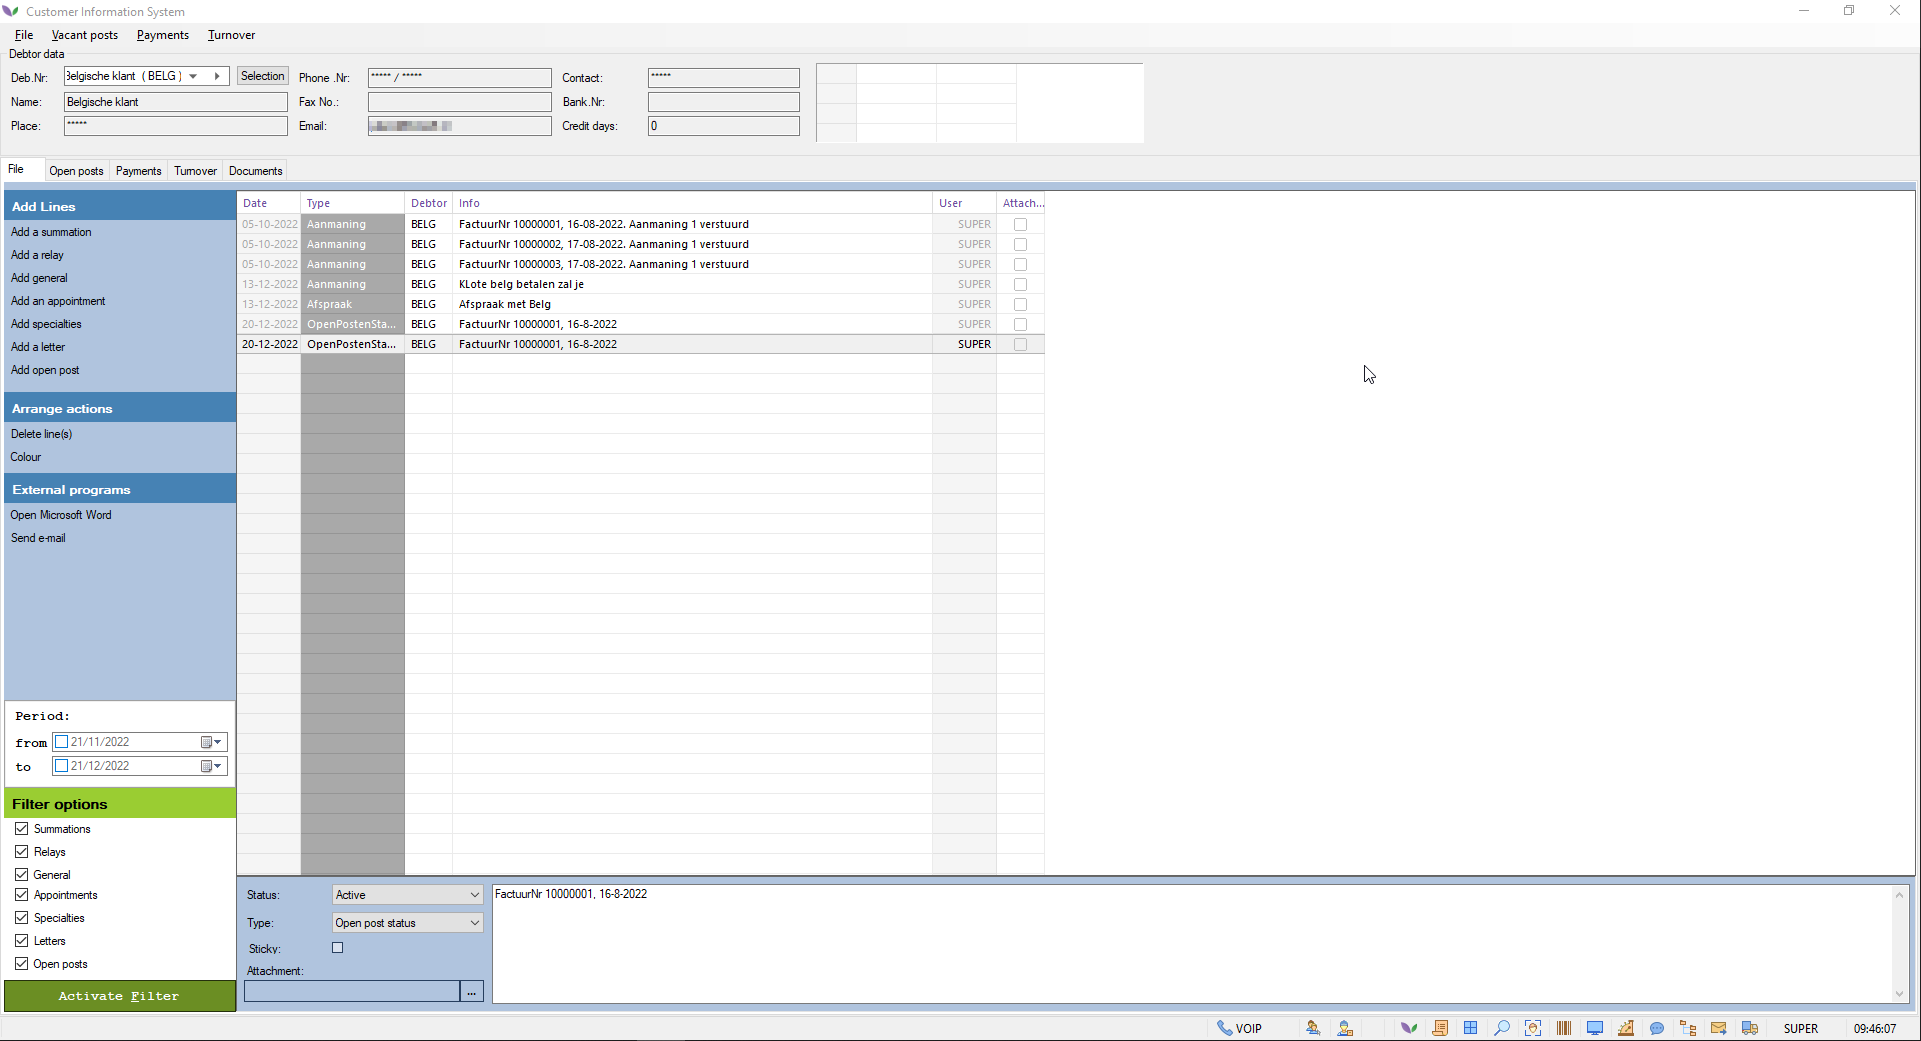 Customer Information System
File Vacant posts Payments Turnover
Debtor data
Deb.Nr: Belgische klant ( BELG ) Selection Phone .Nr: ***** / ***** Contact: *****
Name: Belgische klant Fax No.: Bank.Nr:
Place: ***** Email: Credit days: 0
File Open posts Payments Turnover Documents
Add Lines
Add a summation
Add a relay
Add general
Add an appointment
Add specialties
Add a letter
Add open post
Arrange actions
Delete line(s)
Colour
External programs
Open Microsoft Word
Send e-mail
Date Type Debtor Info User Attach...
05-10-2022 Aanmaning BELG FactuurNr 10000001, 16-08-2022. Aanmaning 1 verstuurd SUPER
05-10-2022 Aanmaning BELG FactuurNr 10000002, 17-08-2022. Aanmaning 1 verstuurd SUPER
05-10-2022 Aanmaning BELG FactuurNr 10000003, 17-08-2022. Aanmaning 1 verstuurd SUPER
13-12-2022 Aanmaning BELG KLote belg betalen zal je SUPER
13-12-2022 Afspraak BELG Afspraak met Belg SUPER
20-12-2022 OpenPostenSta... BELG FactuurNr 10000001, 16-8-2022 SUPER
20-12-2022 OpenPostenSta... BELG FactuurNr 10000001, 16-8-2022 SUPER
Period:
from 21/11/2022
to 21/12/2022
Filter options
Summations
Relays
General
Appointments
Specialties
Letters
Open posts
Activate Filter
Status: Active
Type: Open post status
Sticky:
Attachment:
...
FactuurNr 10000001, 16-8-2022
VOIP SUPER 09:46:07